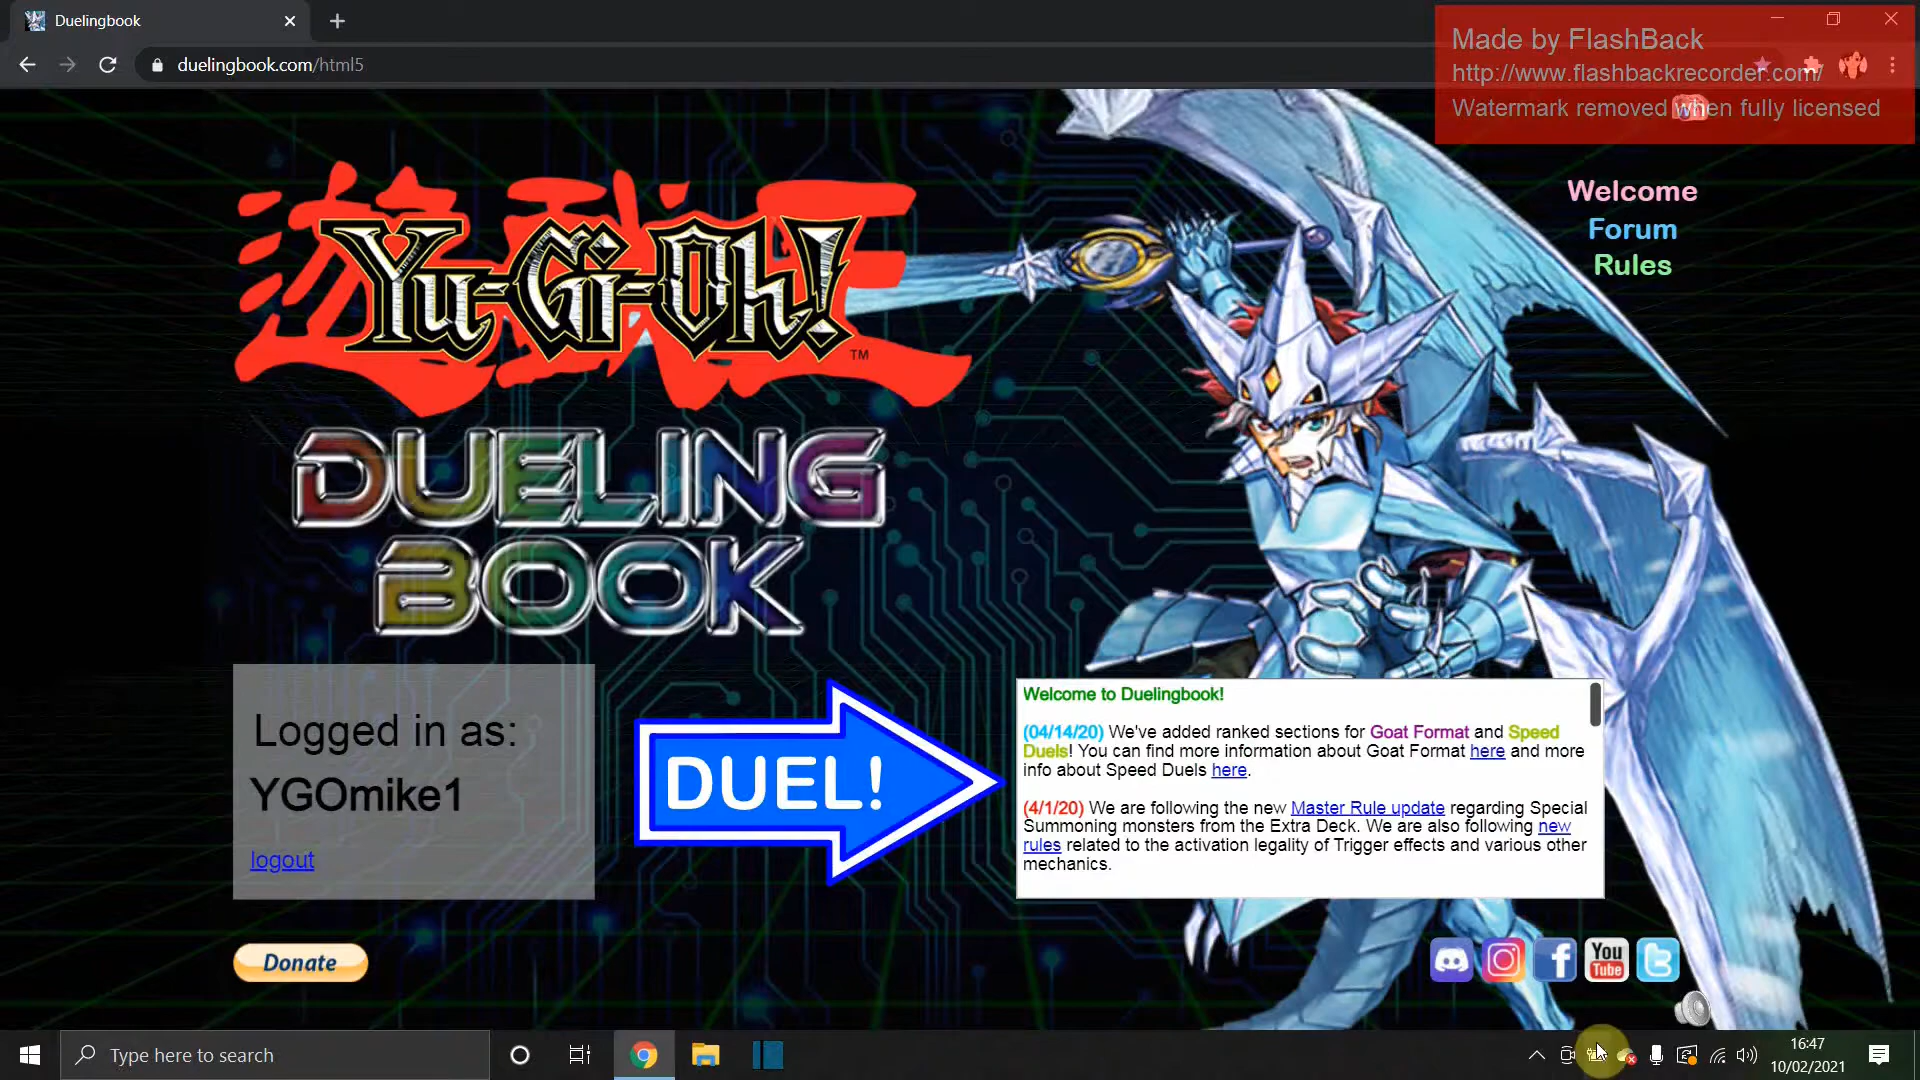 Duelingbook
duelingbook.com/html5
Made by FlashBack
http://www.flashbackrecorder.com/
Watermark removed when fully licensed
Welcome
Forum
Rules
遊戯王
Yu-Gi-Oh!
TM
DUELING
BOOK
Logged in as:
YGOmike1
logout
DUEL!
Welcome to Duelingbook!
(04/14/20) We've added ranked sections for Goat Format and Speed
Duels! You can find more information about Goat Format here and more
info about Speed Duels here.
(4/1/20) We are following the new Master Rule update regarding Special
Summoning monsters from the Extra Deck. We are also following new
rules related to the activation legality of Trigger effects and various other
mechanics.
Donate
You
Tube
Type here to search
16:47
10/02/2021